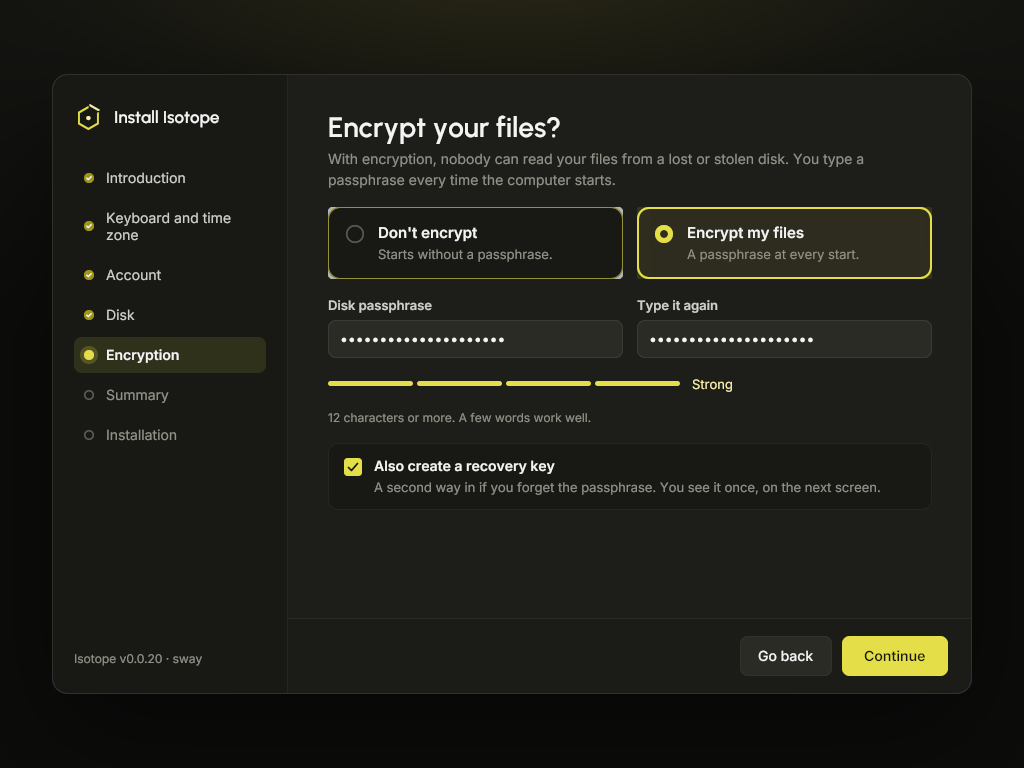 Install Isotope
Introduction
Keyboard and time
zone
Account
Disk
Encryption
Summary
Installation
Isotope v0.0.20 · sway
Encrypt your files?
With encryption, nobody can read your files from a lost or stolen disk. You type a
passphrase every time the computer starts.
Don't encrypt
Starts without a passphrase.
Encrypt my files
A passphrase at every start.
Disk passphrase
Type it again
•••••••••••••••••••••
•••••••••••••••••••••
Strong
12 characters or more. A few words work well.
Also create a recovery key
A second way in if you forget the passphrase. You see it once, on the next screen.
Go back
Continue